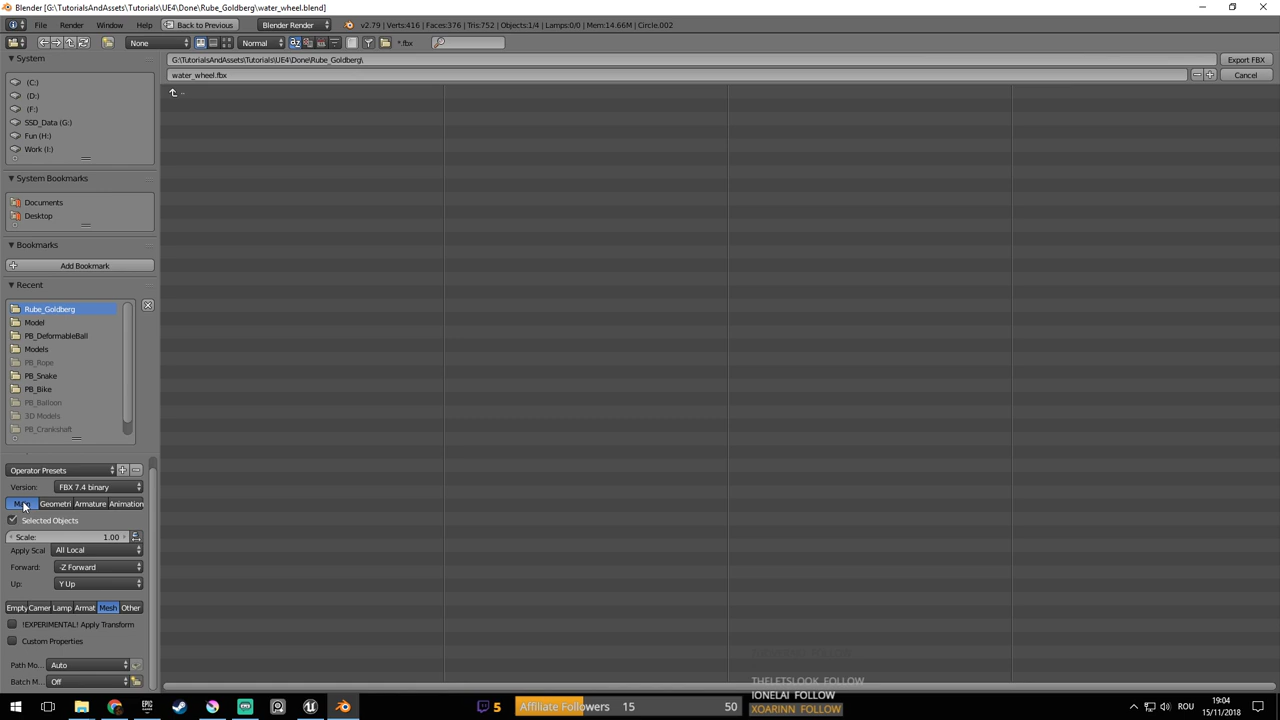 Blender [G:\TutorialsAndAssets\Tutorials\UE4\Done\Rube_Goldberg\water_wheel.blend]
File Render Window Help Back to Previous Blender Render v2.79 | Verts:416 | Faces:376 | Tris:752 | Objects:1/4 | Lamps:0/0 | Mem:14.66M | Circle.002
None Normal *.fbx
System
(C:)
(D:)
(F:)
SSD_Data (G:)
Fun (H:)
Work (I:)
System Bookmarks
Documents
Desktop
Bookmarks
Add Bookmark
Recent
Rube_Goldberg
Model
PB_DeformableBall
Models
PB_Rope
PB_Snake
PB_Bike
PB_Balloon
3D Models
PB_Crankshaft
Operator Presets
Version: FBX 7.4 binary
Geometri Armature Animation
Selected Objects
Scale: 1.00
Apply Scal All Local
Forward: -Z Forward
Up: Y Up
Empty Camer Lamp Armat Mesh Other
!EXPERIMENTAL! Apply Transform
Custom Properties
Path Mo... Auto
Batch M... Off
G:\TutorialsAndAssets\Tutorials\UE4\Done\Rube_Goldberg\ Export FBX
water_wheel.fbx Cancel
..
THELETSLOOK FOLLOW
IONELAI FOLLOW
XOARINN FOLLOW
5 Affiliate Followers 15 50
ROU 19:04
15/11/2018